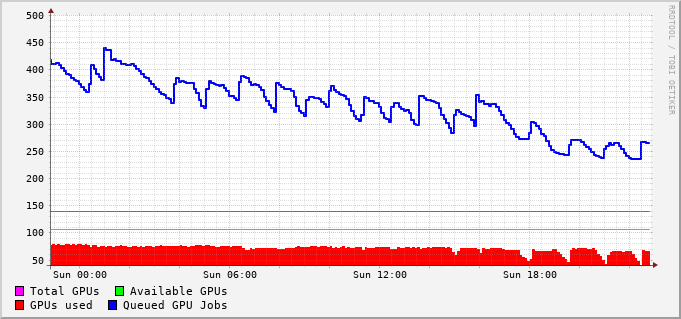 500
450
400
350
300
250
200
150
100
50
Sun 00:00 Sun 06:00 Sun 12:00 Sun 18:00
Total GPUs Available GPUs
GPUs used Queued GPU Jobs
RRDTOOL / TOBI OETIKER